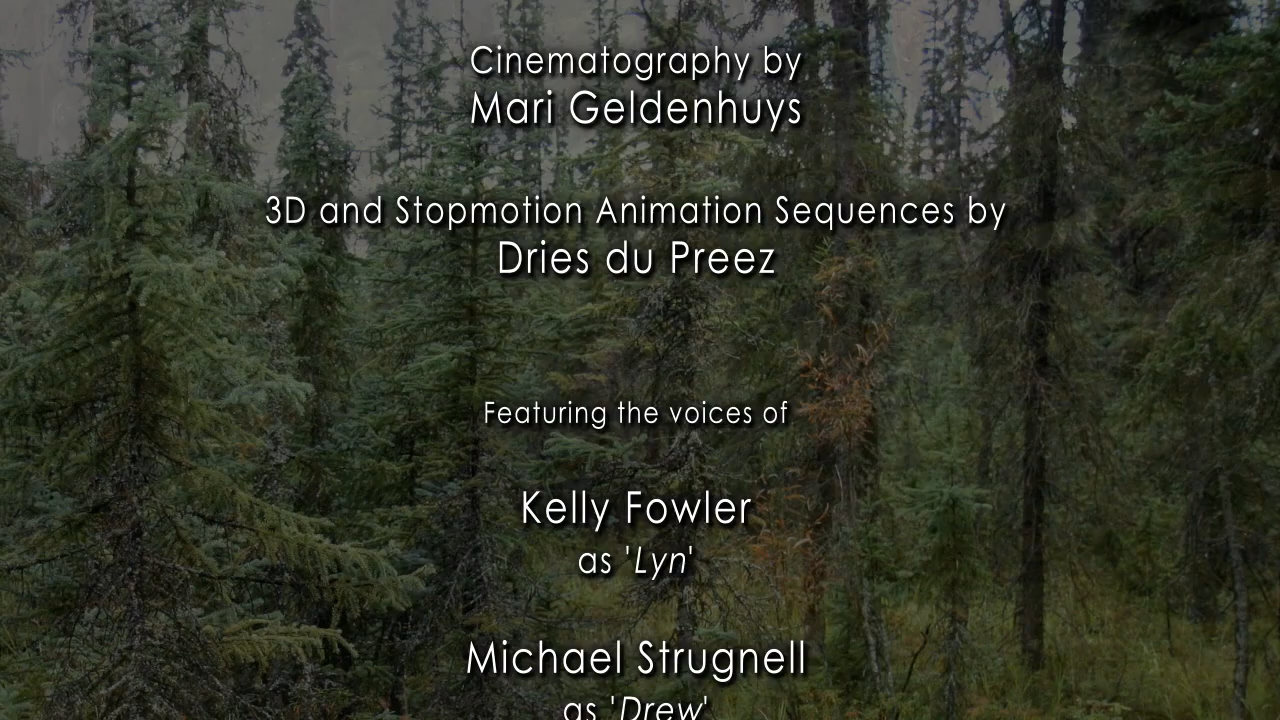 Cinematography by
Mari Geldenhuys
3D and Stopmotion Animation Sequences by
Dries du Preez
Featuring the voices of
Kelly Fowler
as 'Lyn'
Michael Strugnell
as 'Drew'